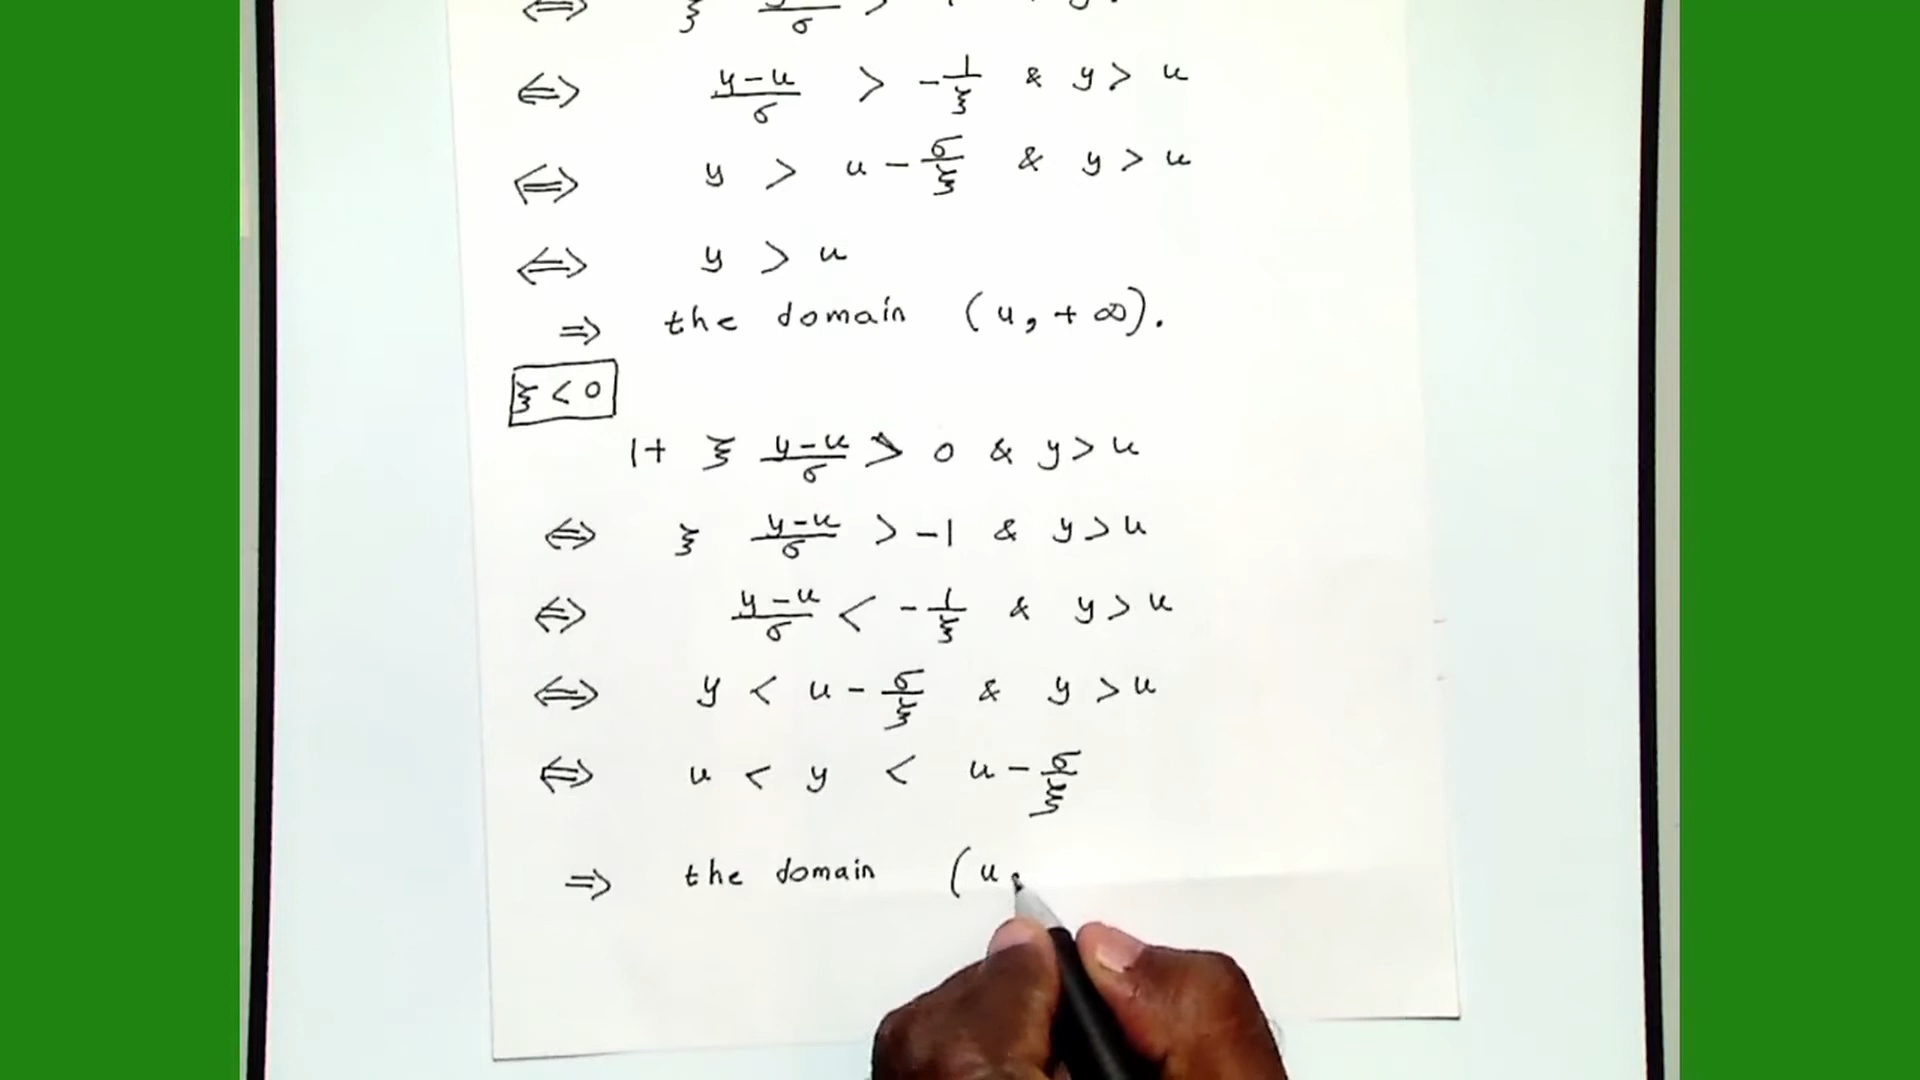 ⟺ ξ y-u/σ >
⟺ y-u/σ > -1/ξ & y > u
⟺ y > u - σ/ξ & y > u
⟺ y > u
⇒ the domain (u, +∞).
ξ < 0
1+ ξ y-u/σ > 0 & y > u
⟺ ξ y-u/σ > -1 & y > u
⟺ y-u/σ < -1/ξ & y > u
⟺ y < u - σ/ξ & y > u
⟺ u < y < u - σ/ξ
⇒ the domain (u,